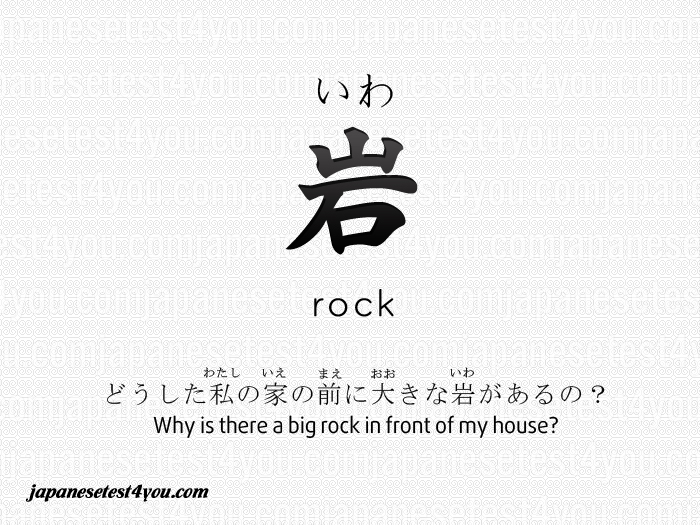 いわ
岩
rock
わたし いえ まえ おお いわ
どうした私の家の前に大きな岩があるの？
Why is there a big rock in front of my house?
japanesetest4you.com